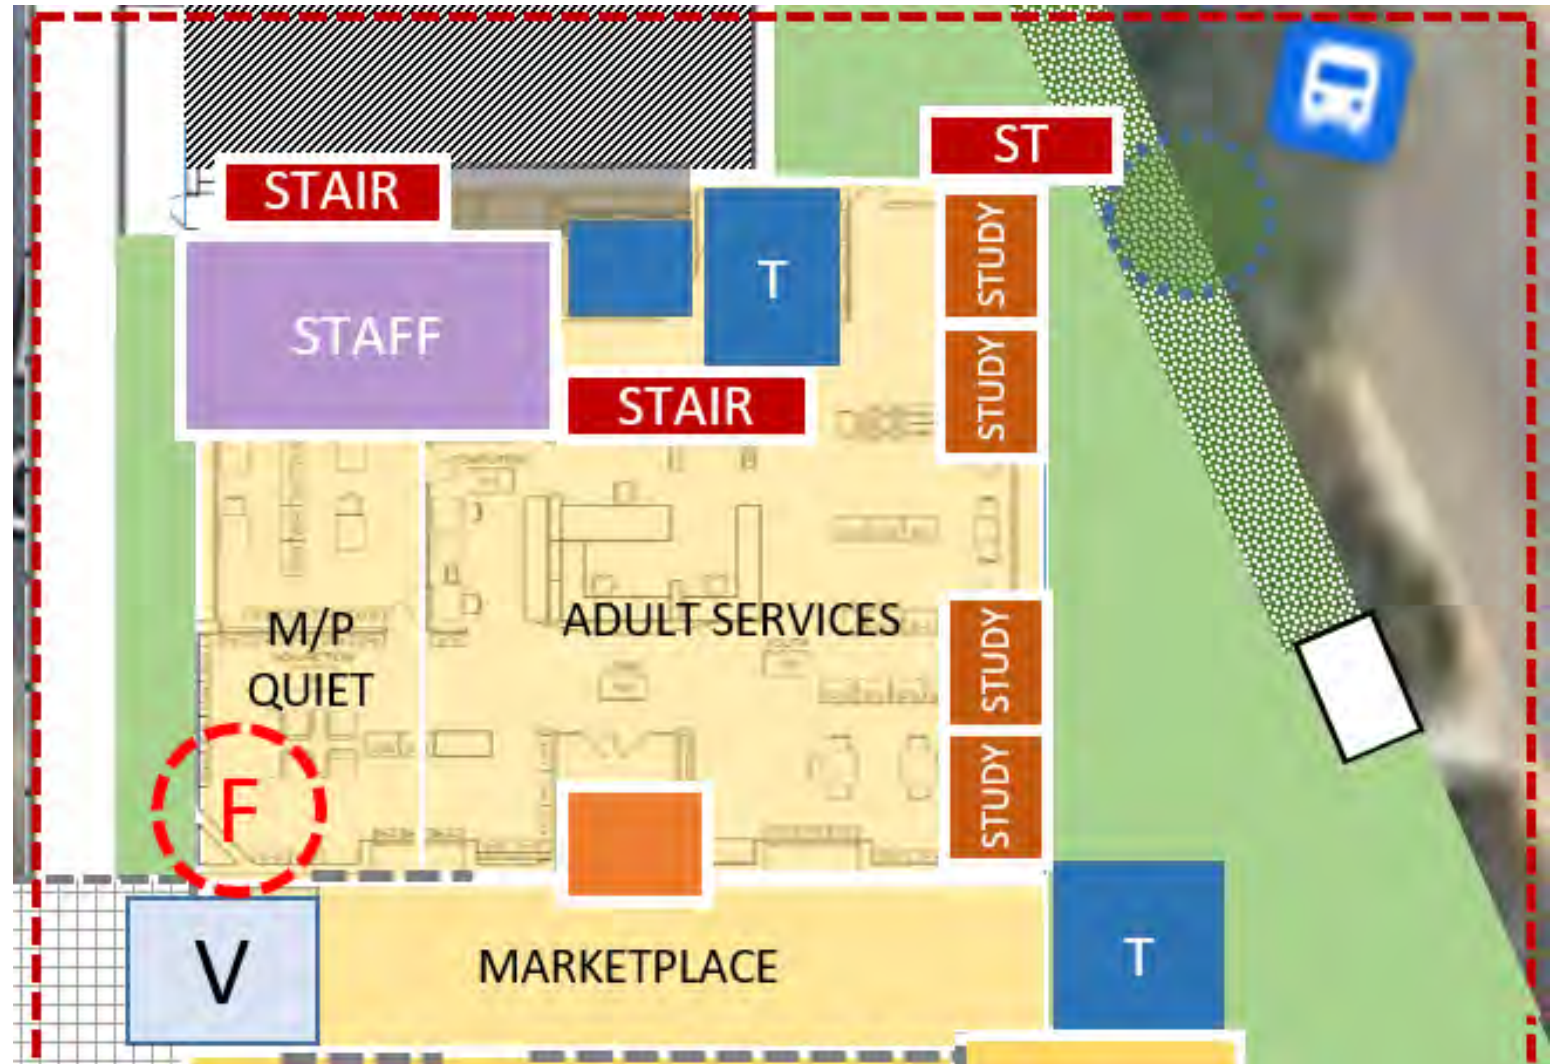 ST
STAIR
STUDY
T
STAFF
STUDY
STAIR
M/P
QUIET
ADULT SERVICES
STUDY
STUDY
F
V
MARKETPLACE
T